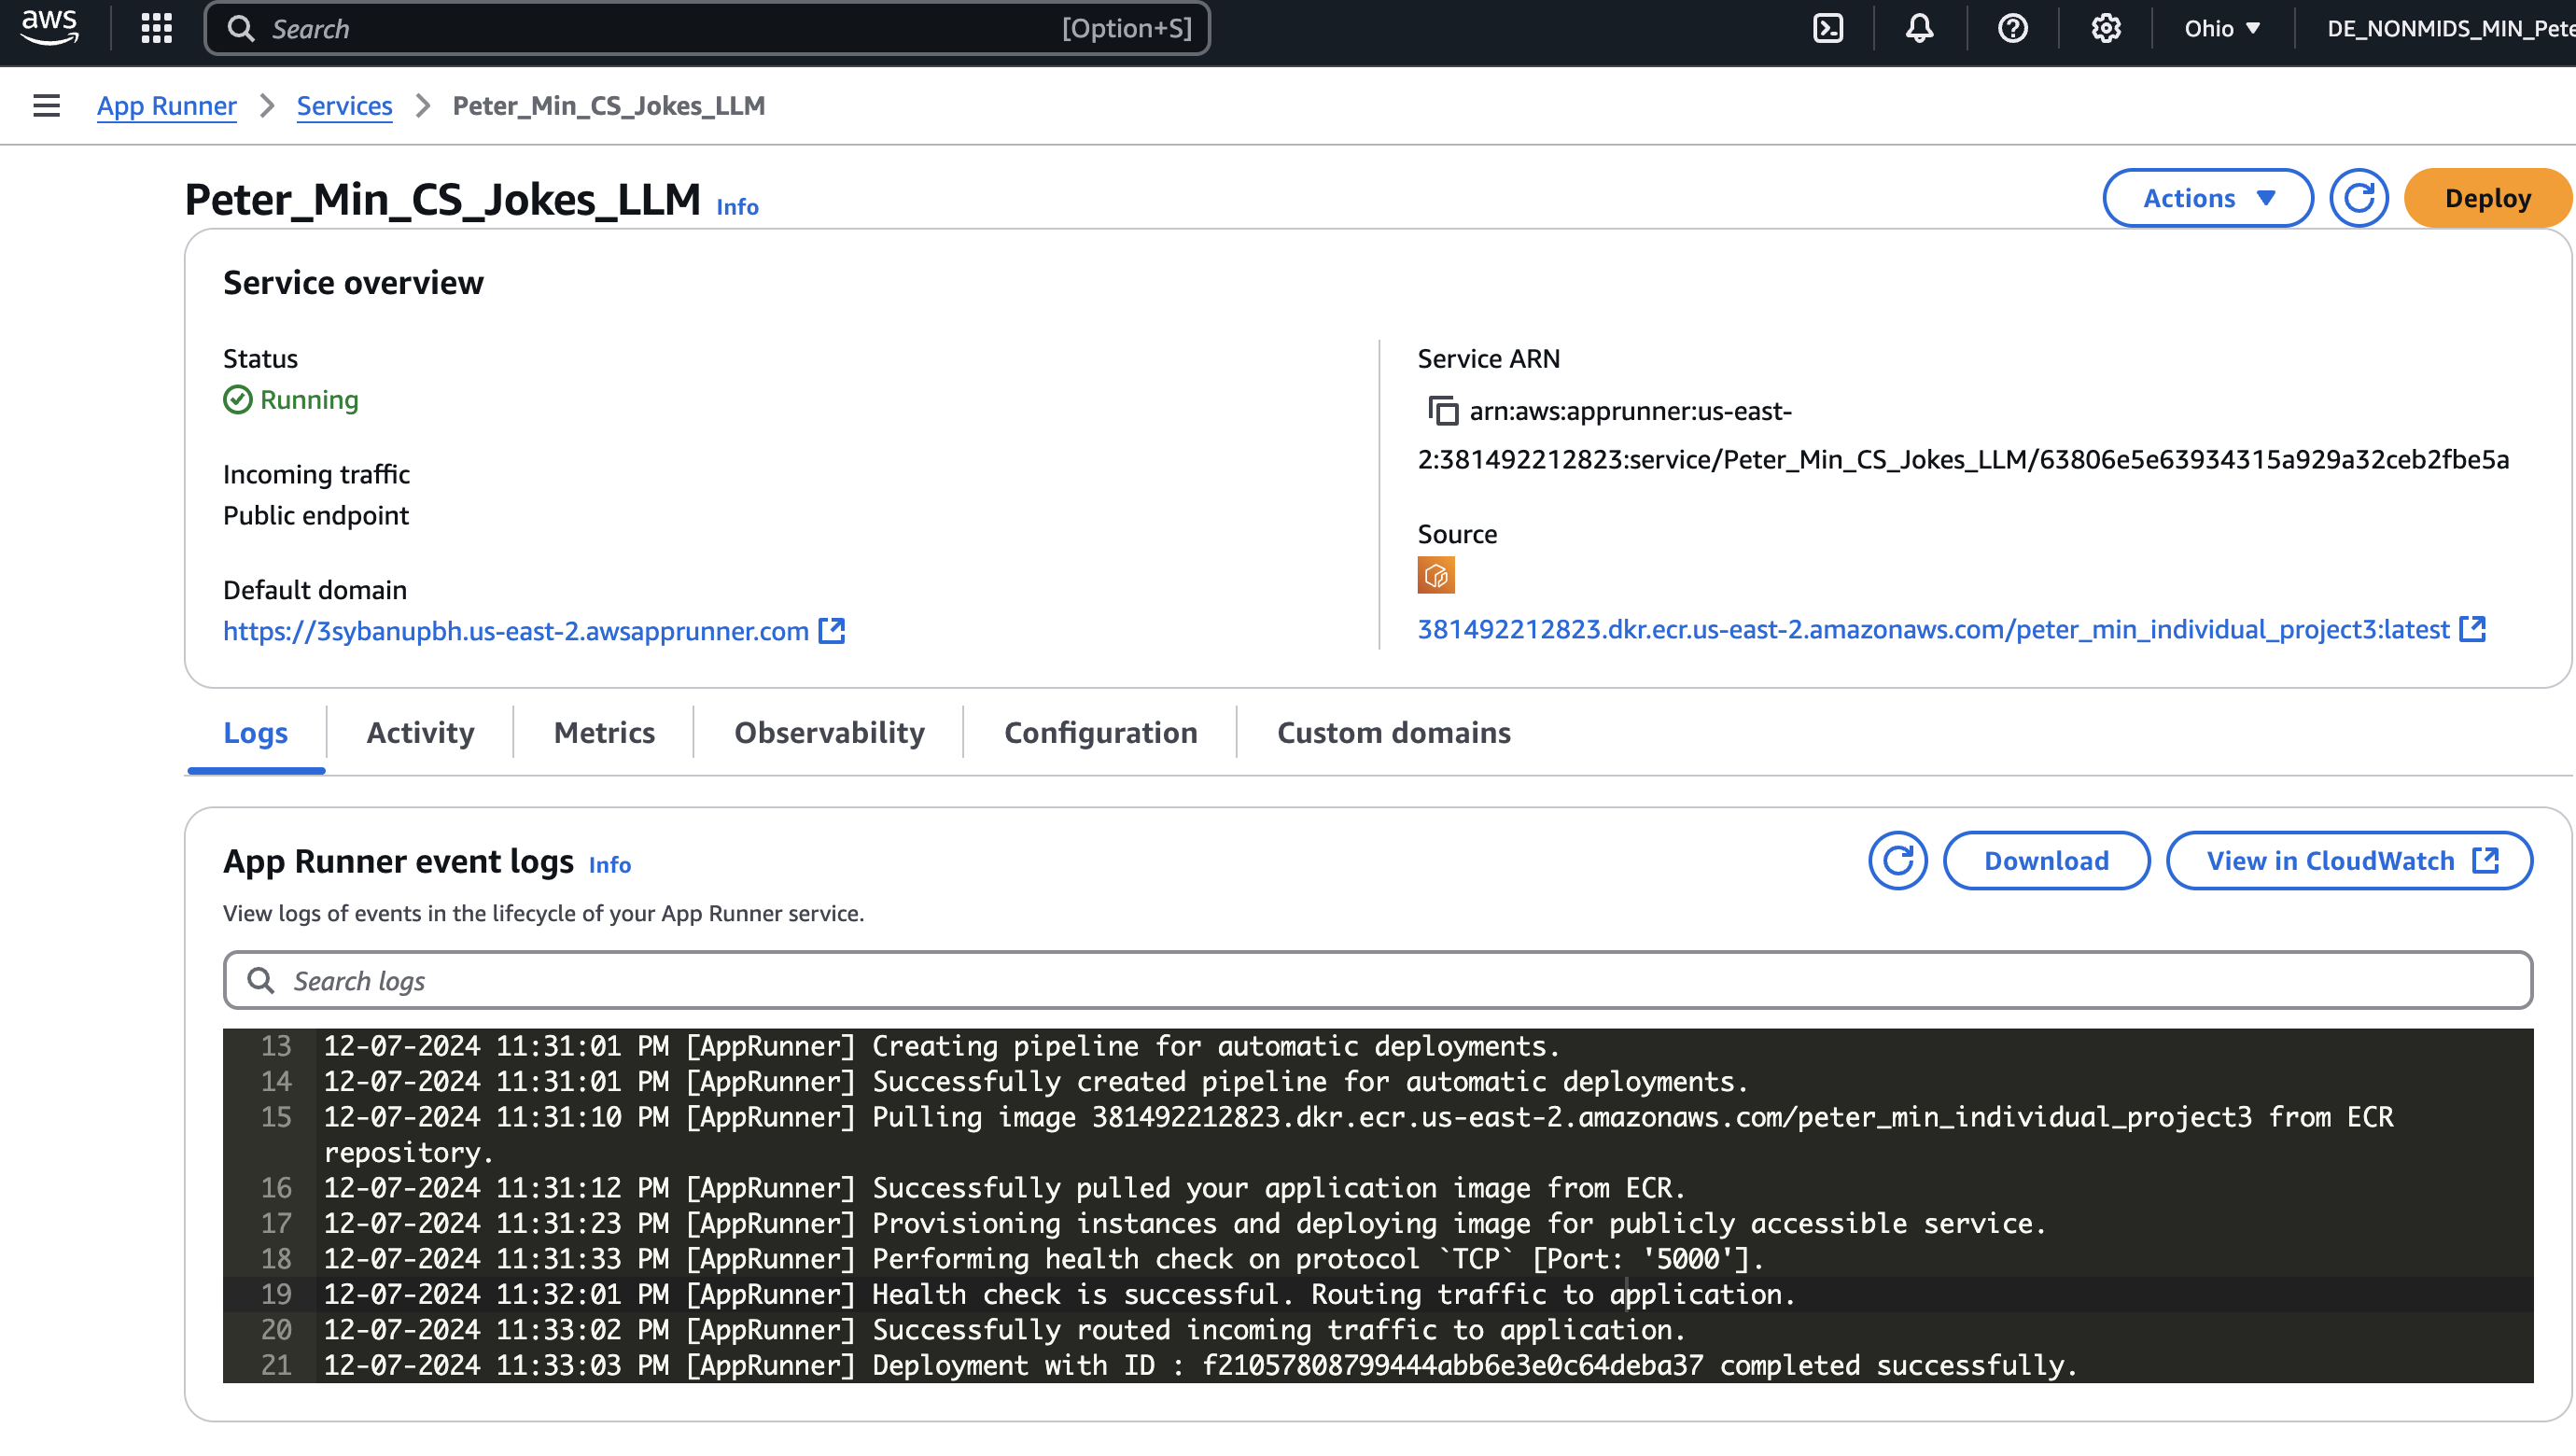 aws
Search [Option+S] Ohio DE_NONMIDS_MIN_Pete
App Runner Services Peter_Min_CS_Jokes_LLM
Peter_Min_CS_Jokes_LLM Info Actions Deploy
Service overview
Status
Running
Incoming traffic
Public endpoint
Default domain
https://3sybanupbh.us-east-2.awsapprunner.com
Service ARN
arn:aws:apprunner:us-east-
2:381492212823:service/Peter_Min_CS_Jokes_LLM/63806e5e63934315a929a32ceb2fbe5a
Source
381492212823.dkr.ecr.us-east-2.amazonaws.com/peter_min_individual_project3:latest
Logs Activity Metrics Observability Configuration Custom domains
App Runner event logs Info Download View in CloudWatch
View logs of events in the lifecycle of your App Runner service.
Search logs
13 12-07-2024 11:31:01 PM [AppRunner] Creating pipeline for automatic deployments.
14 12-07-2024 11:31:01 PM [AppRunner] Successfully created pipeline for automatic deployments.
15 12-07-2024 11:31:10 PM [AppRunner] Pulling image 381492212823.dkr.ecr.us-east-2.amazonaws.com/peter_min_individual_project3 from ECR
repository.
16 12-07-2024 11:31:12 PM [AppRunner] Successfully pulled your application image from ECR.
17 12-07-2024 11:31:23 PM [AppRunner] Provisioning instances and deploying image for publicly accessible service.
18 12-07-2024 11:31:33 PM [AppRunner] Performing health check on protocol `TCP` [Port: '5000'].
19 12-07-2024 11:32:01 PM [AppRunner] Health check is successful. Routing traffic to application.
20 12-07-2024 11:33:02 PM [AppRunner] Successfully routed incoming traffic to application.
21 12-07-2024 11:33:03 PM [AppRunner] Deployment with ID : f21057808799444abb6e3e0c64deba37 completed successfully.